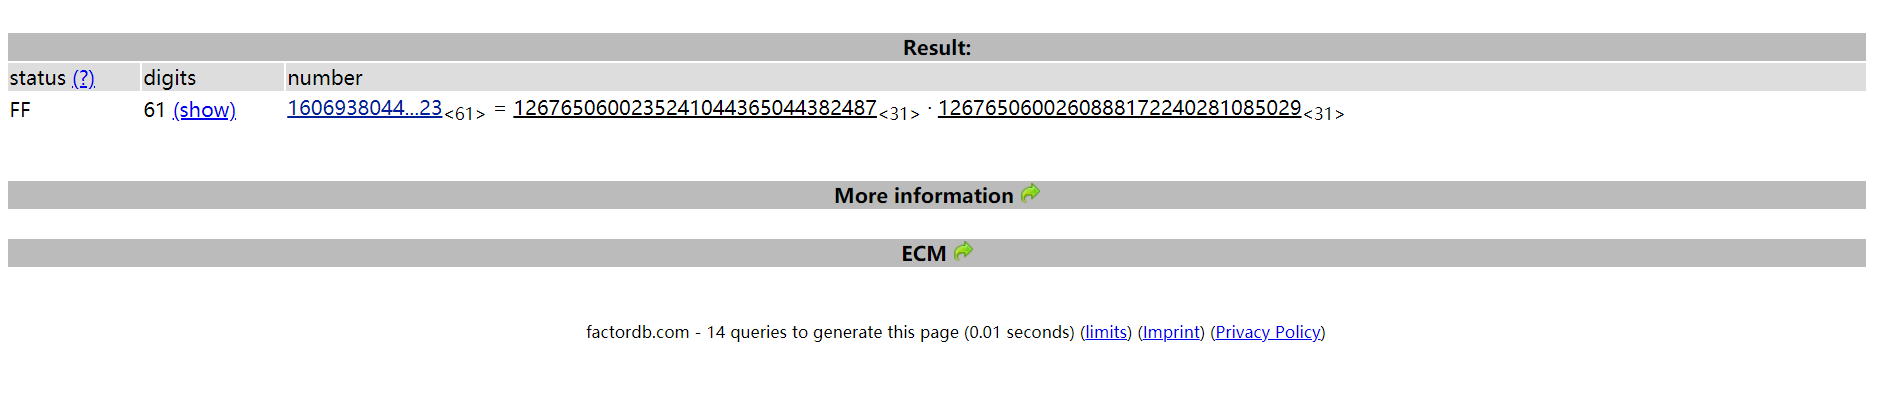 Result:
status (?) digits number
FF 61 (show) 1606938044...23<61> = 1267650600235241044365044382487<31> · 1267650600260888172240281085029<31>
More information
ECM
factordb.com - 14 queries to generate this page (0.01 seconds) (limits) (Imprint) (Privacy Policy)